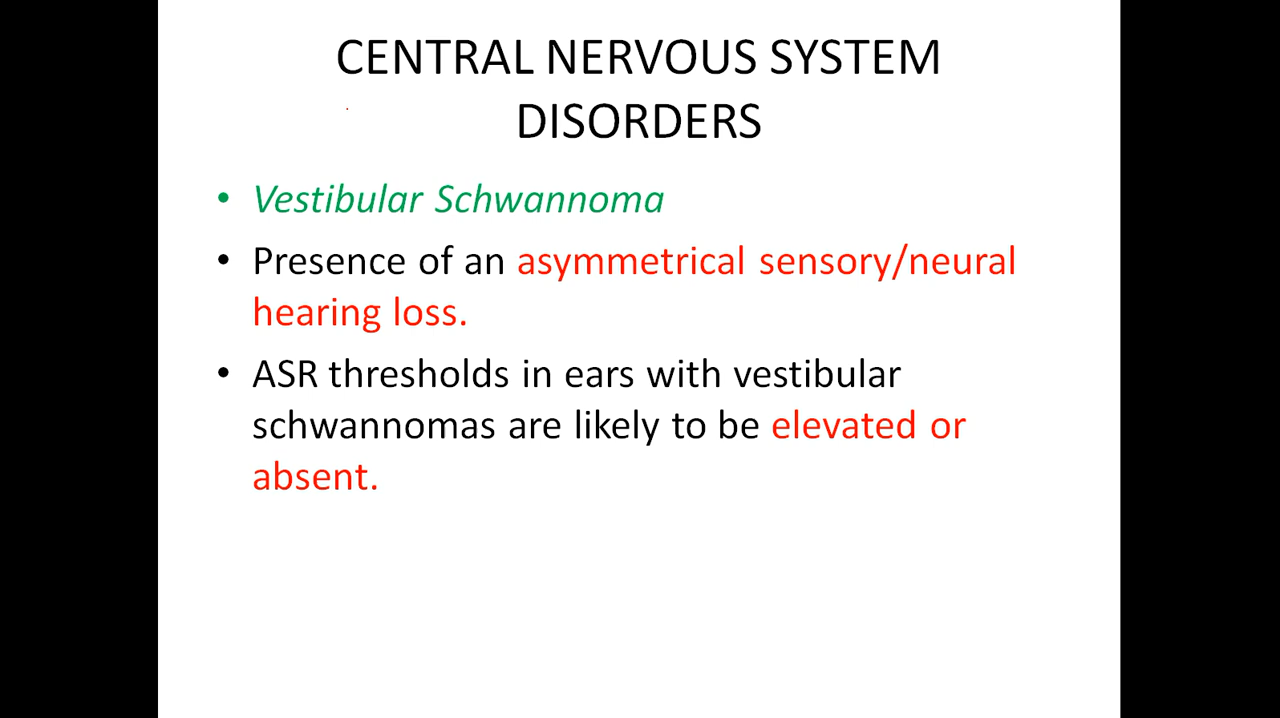 CENTRAL NERVOUS SYSTEM
DISORDERS
• Vestibular Schwannoma
• Presence of an asymmetrical sensory/neural
hearing loss.
• ASR thresholds in ears with vestibular
schwannomas are likely to be elevated or
absent.